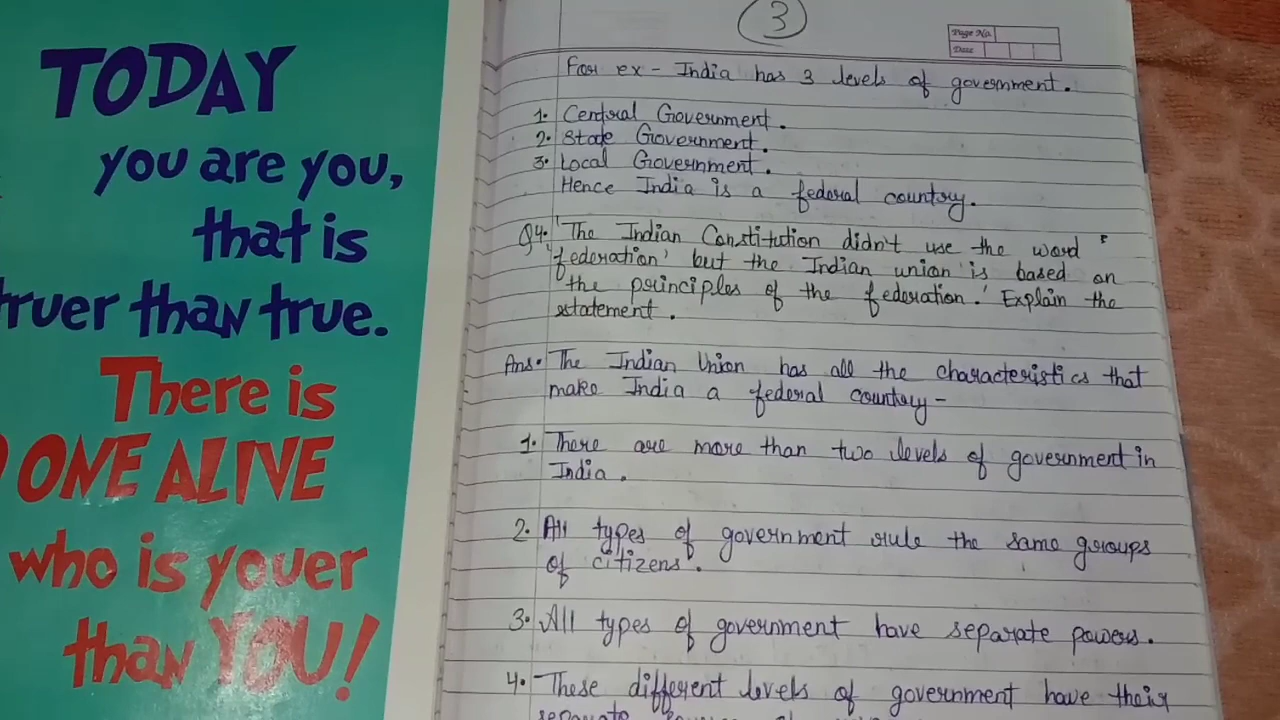 TODAY
you are you,
that is
truer than true.
There is
ONE ALIVE
who is youer
than YOU!
3
Page No.
Date
For ex - India has 3 levels of government.
1. Central Government.
2. State Government.
3. Local Government.
Hence India is a federal country.
Q4. 'The Indian Constitution didn't use the word
'federation' but the Indian union is based on
the principles of the federation.' Explain the
statement.
Ans. The Indian Union has all the characteristics that
make India a federal country-
1. There are more than two levels of government in
India.
2. All types of government rule the same groups
of citizens.
3. All types of government have separate powers.
4. These different levels of government have their
separate